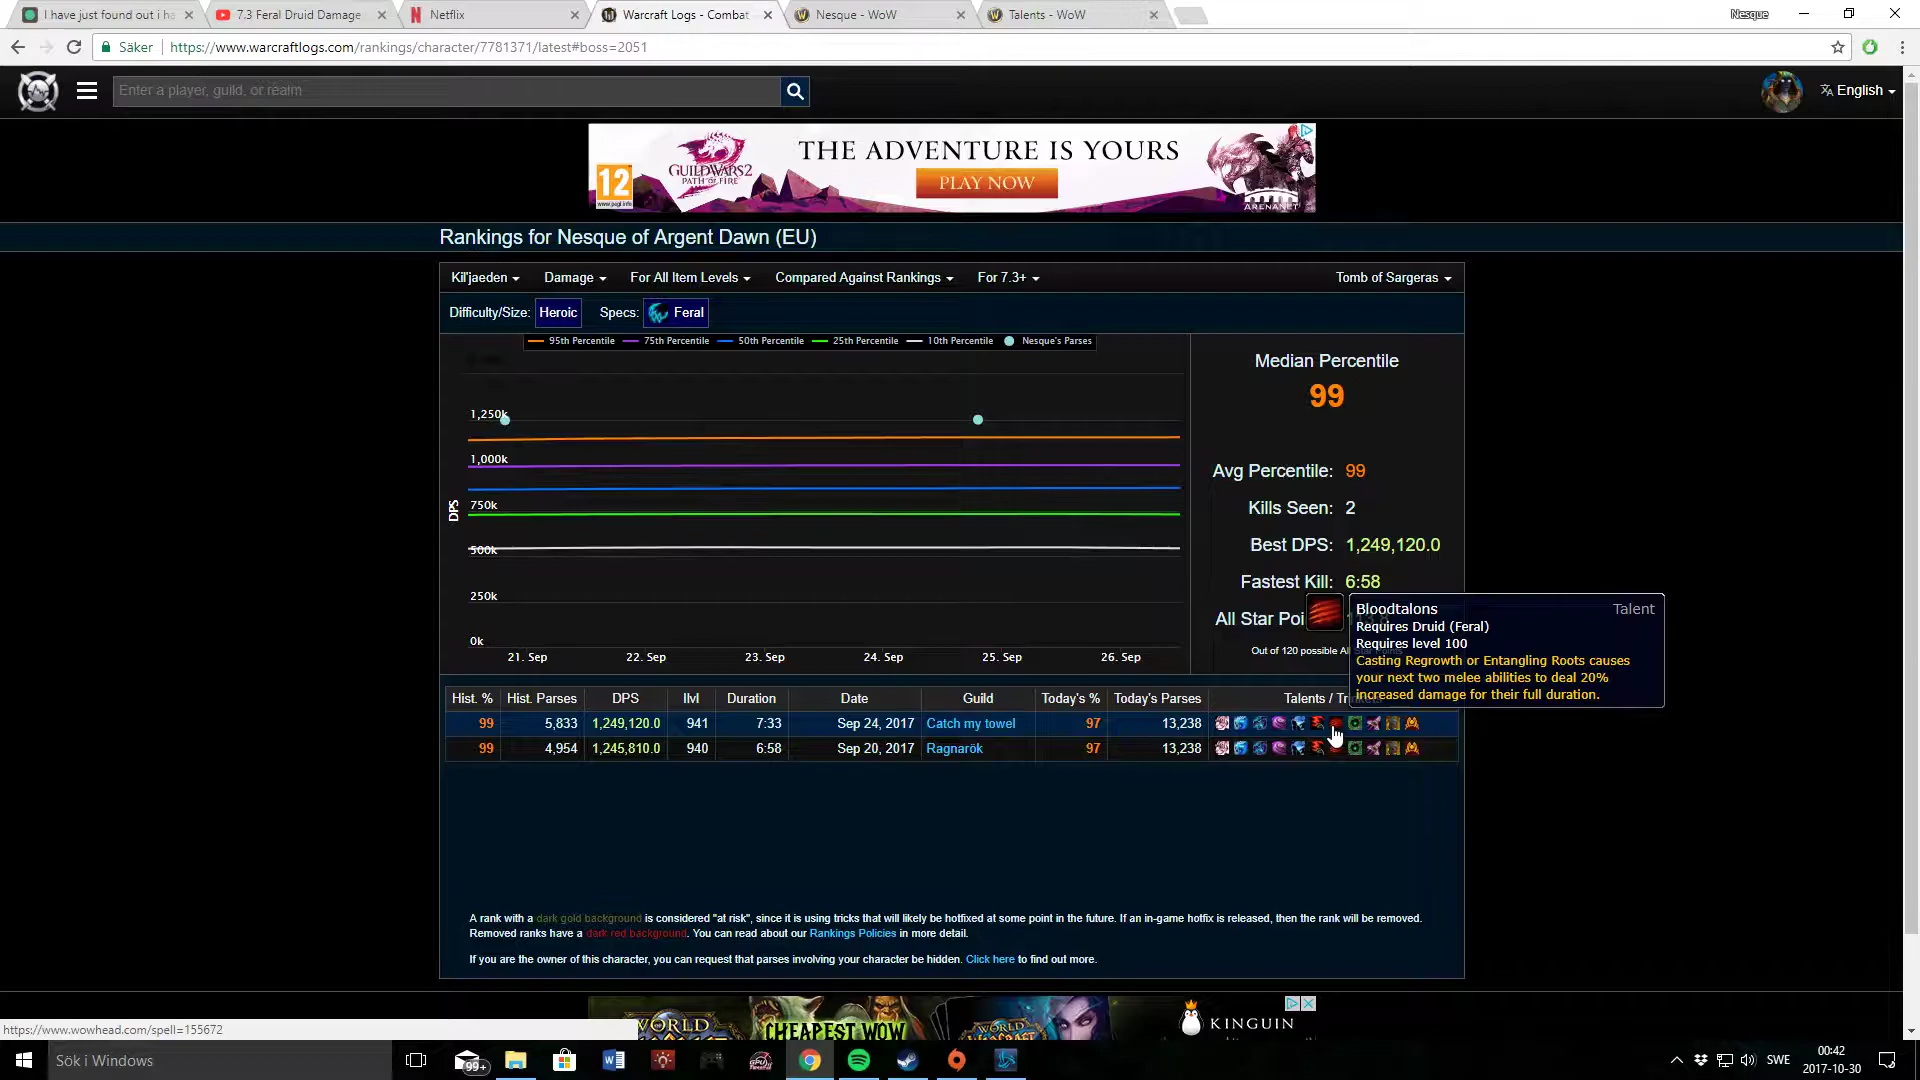 I have just found out i ha
7.3 Feral Druid Damage
Netflix
Warcraft Logs - Combat
Nesque - WoW
Talents - WoW
Nesque
Säker
https://www.warcraftlogs.com/rankings/character/7781371/latest#boss=2051
Enter a player, guild, or realm
English
12
www.pegi.info
GUILD WARS 2
PATH OF FIRE
THE ADVENTURE IS YOURS
PLAY NOW
ARENANET
Rankings for Nesque of Argent Dawn (EU)
Kil'jaeden
Damage
For All Item Levels
Compared Against Rankings
For 7.3+
Tomb of Sargeras
Difficulty/Size:
Heroic
Specs:
Feral
95th Percentile
75th Percentile
50th Percentile
25th Percentile
10th Percentile
Nesque's Parses
DPS
1,250k
1,000k
750k
500k
250k
0k
21. Sep
22. Sep
23. Sep
24. Sep
25. Sep
26. Sep
Median Percentile
99
Avg Percentile: 99
Kills Seen: 2
Best DPS: 1,249,120.0
Fastest Kill: 6:58
All Star Poi
Out of 120 possible Al
Bloodtalons
Talent
Requires Druid (Feral)
Requires level 100
Casting Regrowth or Entangling Roots causes
your next two melee abilities to deal 20%
increased damage for their full duration.
Hist. % Hist. Parses DPS Ilvl Duration Date Guild Today's % Today's Parses Talents / Tr
99 5,833 1,249,120.0 941 7:33 Sep 24, 2017 Catch my towel 97 13,238
99 4,954 1,245,810.0 940 6:58 Sep 20, 2017 Ragnarök 97 13,238
A rank with a dark gold background is considered "at risk", since it is using tricks that will likely be hotfixed at some point in the future. If an in-game hotfix is released, then the rank will be removed.
Removed ranks have a dark red background. You can read about our Rankings Policies in more detail.
If you are the owner of this character, you can request that parses involving your character be hidden. Click here to find out more.
WORLD
CHEAPEST WOW
WORLD
KINGUIN
https://www.wowhead.com/spell=155672
Sök i Windows
99+
SWE
00:42
2017-10-30